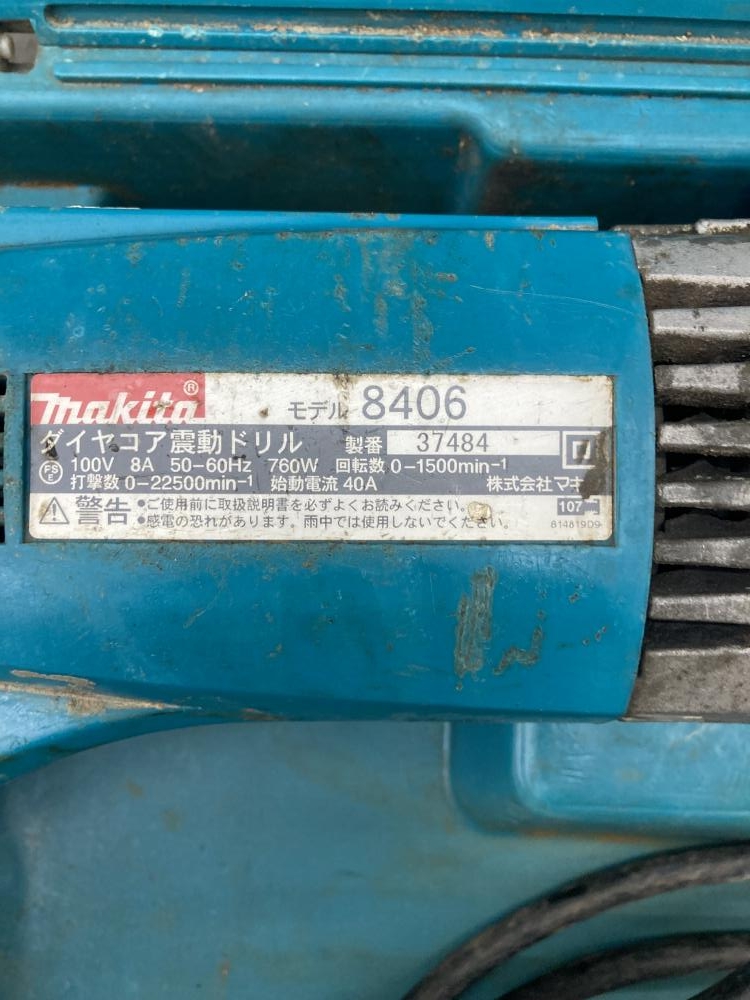 makita®
モデル 8406
ダイヤコア震動ドリル 製番 37484
100V 8A 50-60Hz 760W 回転数 0-1500min⁻¹
打撃数 0-22500min⁻¹ 始動電流 40A 株式会社マキ
107
⚠警告 ●ご使用前に取扱説明書を必ずよくお読みください。
●感電の恐れがあります。雨中では使用しないでください。
814819D9